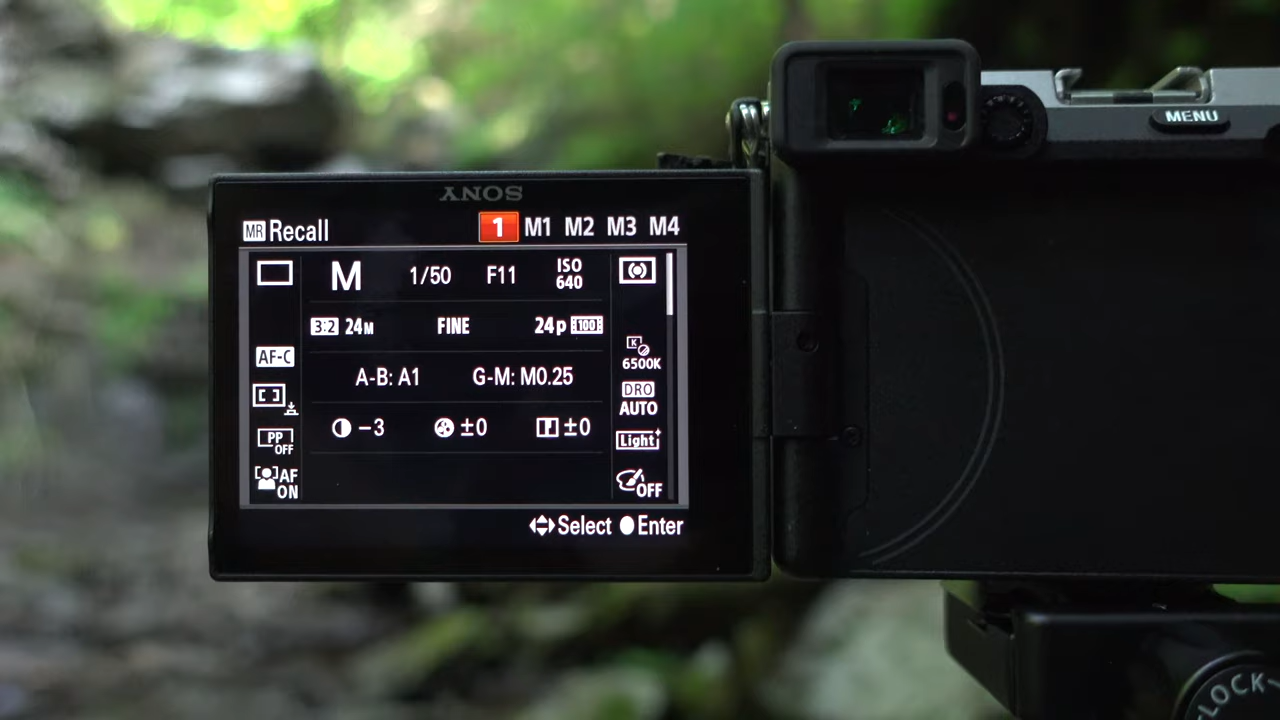 MENU
SONY
MR Recall 1 M1 M2 M3 M4
M 1/50 F11 ISO 640
3:2 24M FINE 24p 100
K
6500K
AF-C A-B: A1 G-M: M0.25
DRO
AUTO
-3 ±0 ±0
PP OFF
Light
AF ON
OFF
Select Enter
LOCK